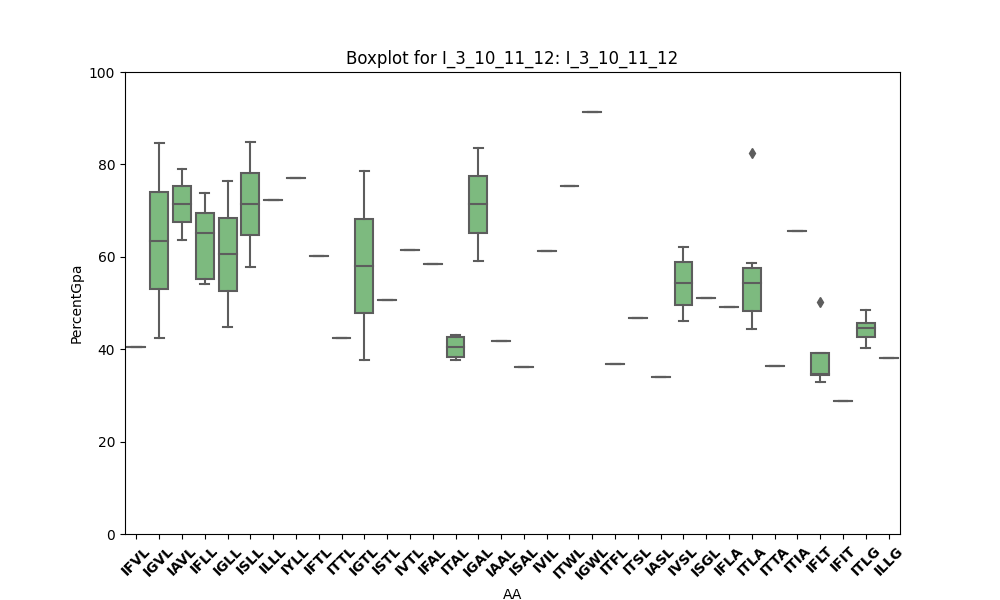 Boxplot for I_3_10_11_12: I_3_10_11_12
100
80
60
40
20
0
PercentGpa
IFVL
IGVL
IAVL
IFLL
IGLL
ISLL
ILLL
IYLL
IFTL
ITTL
IGTL
ISTL
IVTL
IFAL
ITAL
IGAL
IAAL
ISAL
IVIL
ITWL
IGWL
ITFL
ITSL
IASL
IVSL
ISGL
IFLA
ITLA
ITTA
ITIA
IFLT
IFIT
ITLG
ILLG
AA